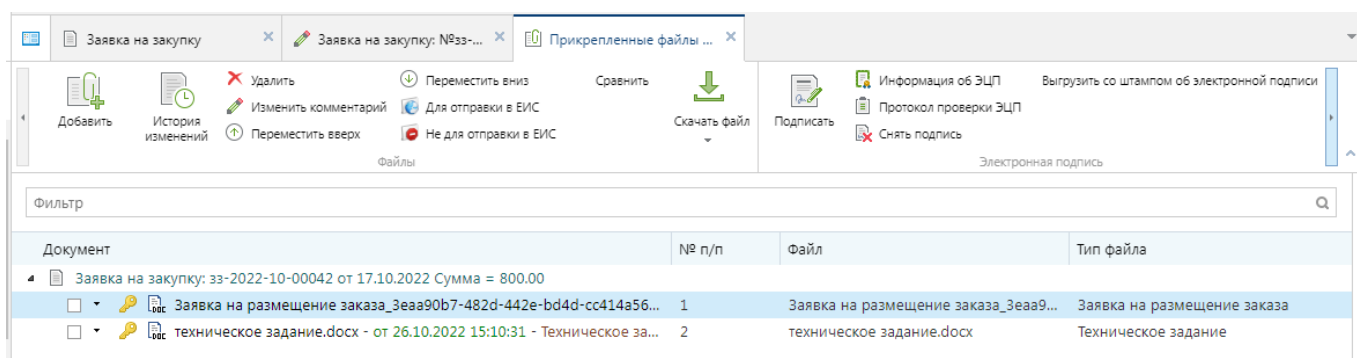 Заявка на закупку
Заявка на закупку: №зз-...
Прикрепленные файлы ...
Добавить
История изменений
Удалить
Изменить комментарий
Переместить вверх
Переместить вниз
Для отправки в ЕИС
Не для отправки в ЕИС
Сравнить
Скачать файл
Файлы
Подписать
Информация об ЭЦП
Протокол проверки ЭЦП
Снять подпись
Выгрузить со штампом об электронной подписи
Электронная подпись
Фильтр
Документ № п/п Файл Тип файла
Заявка на закупку: зз-2022-10-00042 от 17.10.2022 Сумма = 800.00
Заявка на размещение заказа_3eaa90b7-482d-442e-bd4d-cc414a56... 1 Заявка на размещение заказа_3eaa9... Заявка на размещение заказа
техническое задание.docx - от 26.10.2022 15:10:31 - Техническое за... 2 техническое задание.docx Техническое задание